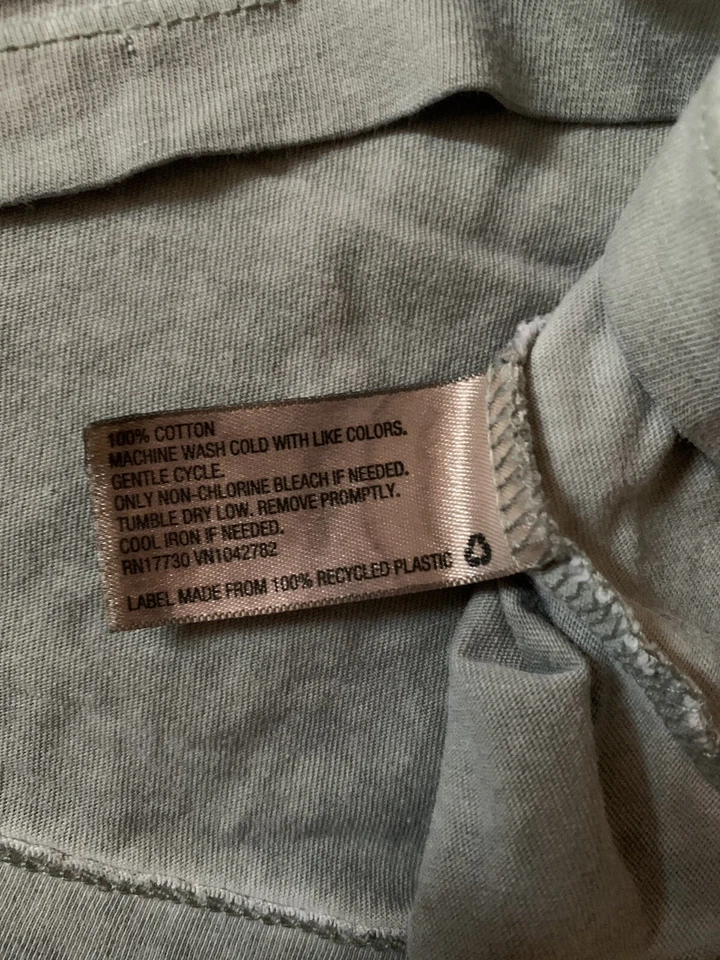 100% COTTON
MACHINE WASH COLD WITH LIKE COLORS.
GENTLE CYCLE.
ONLY NON-CHLORINE BLEACH IF NEEDED.
TUMBLE DRY LOW. REMOVE PROMPTLY.
COOL IRON IF NEEDED.
RN17730 VN1042782
LABEL MADE FROM 100% RECYCLED PLASTIC